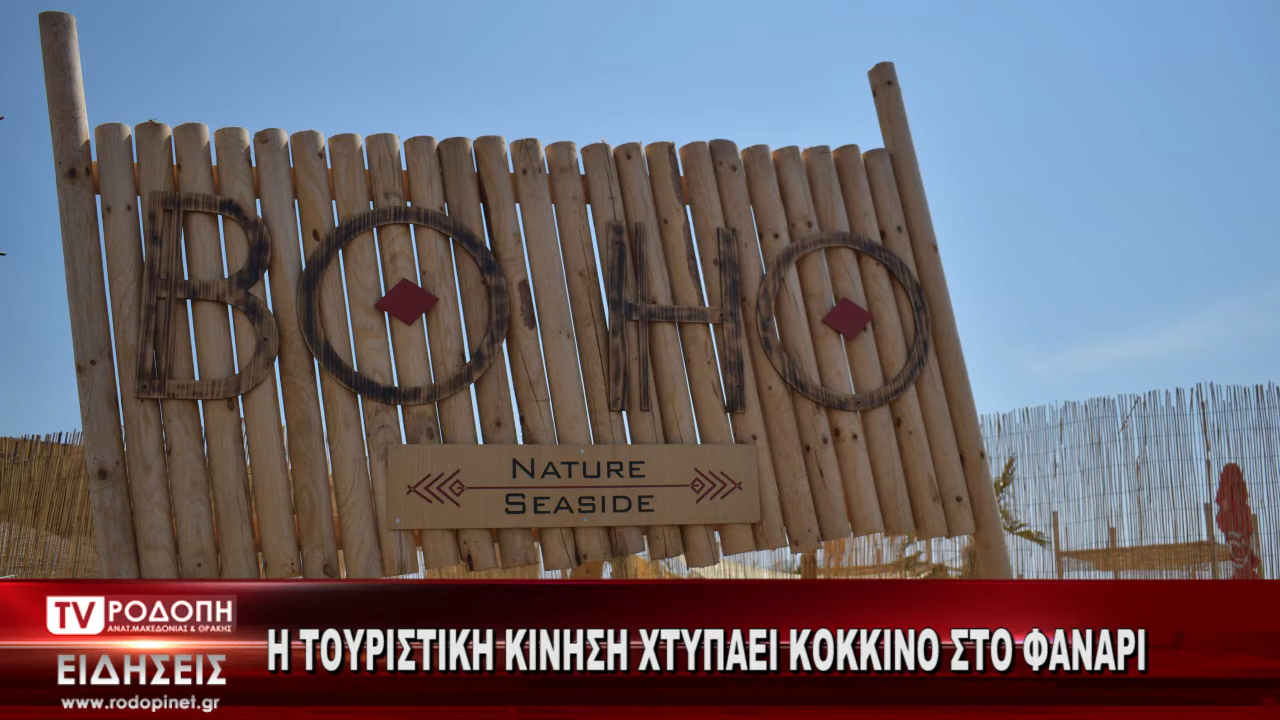 BOHO
NATURE
SEASIDE
TV ΡΟΔΟΠΗ
ΑΝΑΤ.ΜΑΚΕΔΟΝΙΑΣ & ΘΡΑΚΗΣ
ΕΙΔΗΣΕΙΣ
www.rodopinet.gr
Η ΤΟΥΡΙΣΤΙΚΗ ΚΙΝΗΣΗ ΧΤΥΠΑΕΙ ΚΟΚΚΙΝΟ ΣΤΟ ΦΑΝΑΡΙ